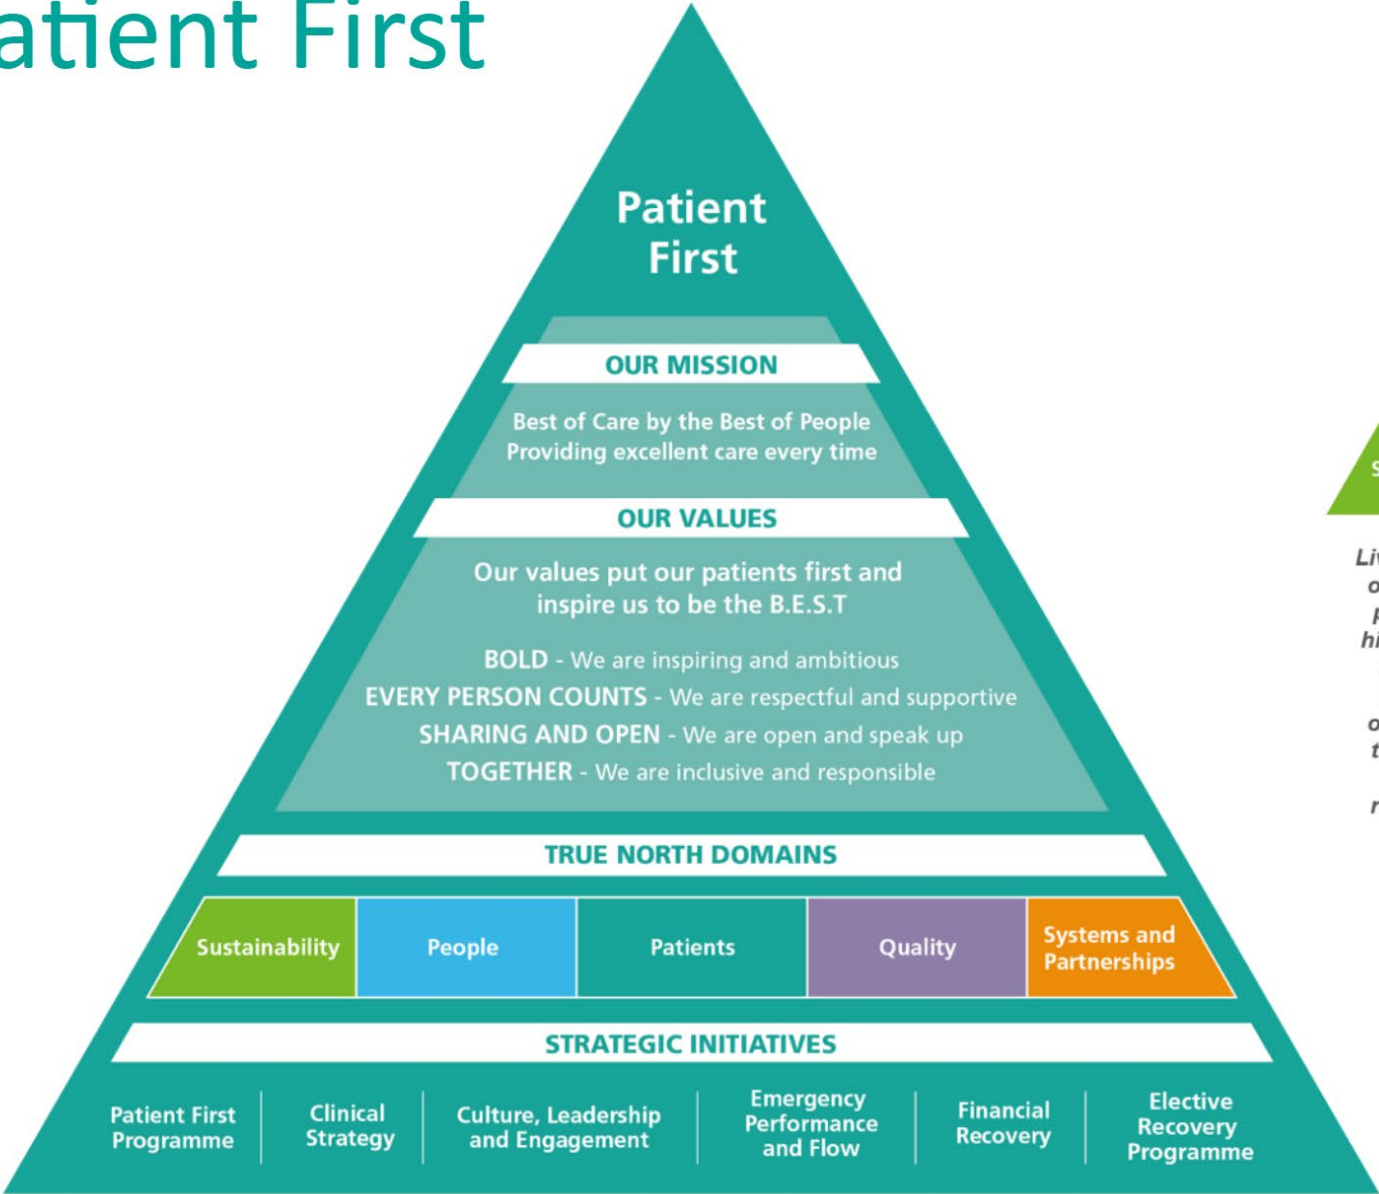 atient First
Patient
First
OUR MISSION
Best of Care by the Best of People
Providing excellent care every time
OUR VALUES
Our values put our patients first and
inspire us to be the B.E.S.T
BOLD - We are inspiring and ambitious
EVERY PERSON COUNTS - We are respectful and supportive
SHARING AND OPEN - We are open and speak up
TOGETHER - We are inclusive and responsible
TRUE NORTH DOMAINS
Sustainability
People
Patients
Quality
Systems and
Partnerships
STRATEGIC INITIATIVES
Patient First
Programme
Clinical
Strategy
Culture, Leadership
and Engagement
Emergency
Performance
and Flow
Financial
Recovery
Elective
Recovery
Programme